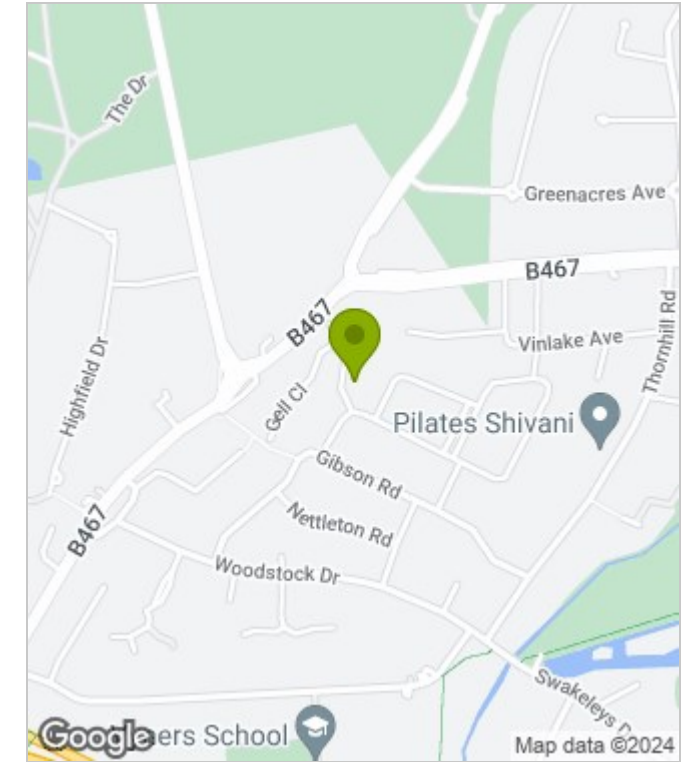 The Dr
Greenacres Ave
B467
B467
Vinlake Ave
Thornhill Rd
Highfield Dr
Gell Cl
Pilates Shivani
Gibson Rd
Nettleton Rd
B467
Woodstock Dr
Swakeleys D
Google
aers School
Map data ©2024